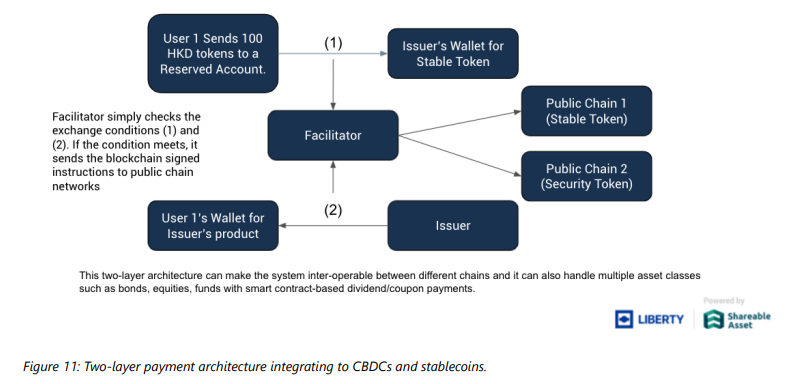 User 1 Sends 100
HKD tokens to a
Reserved Account.
(1)
Issuer's Wallet for
Stable Token
Facilitator simply checks the
exchange conditions (1) and
(2). If the condition meets, it
sends the blockchain signed
instructions to public chain
networks
Facilitator
Public Chain 1
(Stable Token)
Public Chain 2
(Security Token)
User 1's Wallet for
Issuer's product
(2)
Issuer
This two-layer architecture can make the system inter-operable between different chains and it can also handle multiple asset classes
such as bonds, equities, funds with smart contract-based dividend/coupon payments.
Powered by
LIBERTY
Shareable
Asset
Figure 11: Two-layer payment architecture integrating to CBDCs and stablecoins.